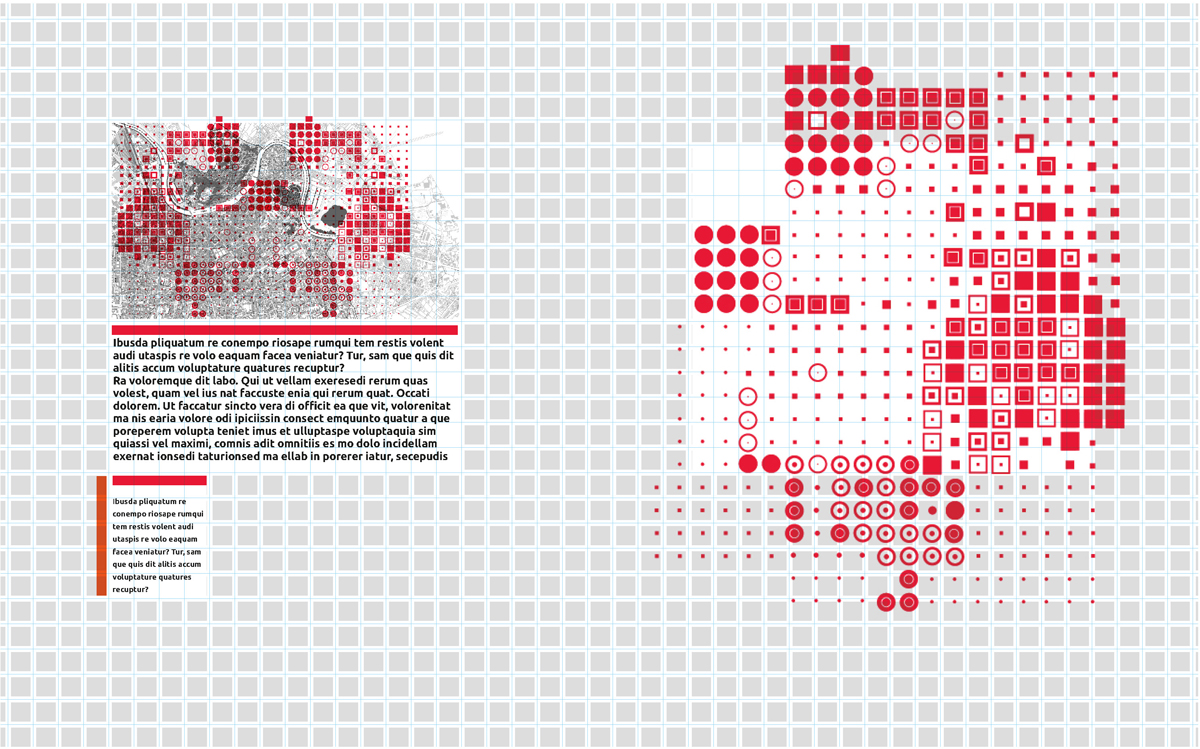 Ibusda pliquatum re conempo riosape rumqui tem restis volent
audi utaspis re volo eaquam facea veniatur? Tur, sam que quis dit
alitis accum voluptature quatures recuptur?
Ra voloremque dit labo. Qui ut vellam exeresedi rerum quas
volest, quam vel ius nat faccuste enia qui rerum quat. Occati
dolorem. Ut faccatur sincto vera di officit ea que vit, volorenitat
ma nis earia volore odi ipiciissin consect emquunto quatur a que
poreperem volupta teniet imus et ulluptaspe voluptaquia sim
quiassi vel maximi, comnis adit omnitiis es mo dolo incidellam
exernat ionsedi taturionsed ma ellab in porerer iatur, secepudis
Ibusda pliquatum re
conempo riosape rumqui
tem restis volent audi
utaspis re volo eaquam
facea veniatur? Tur, sam
que quis dit alitis accum
voluptature quatures
recuptur?